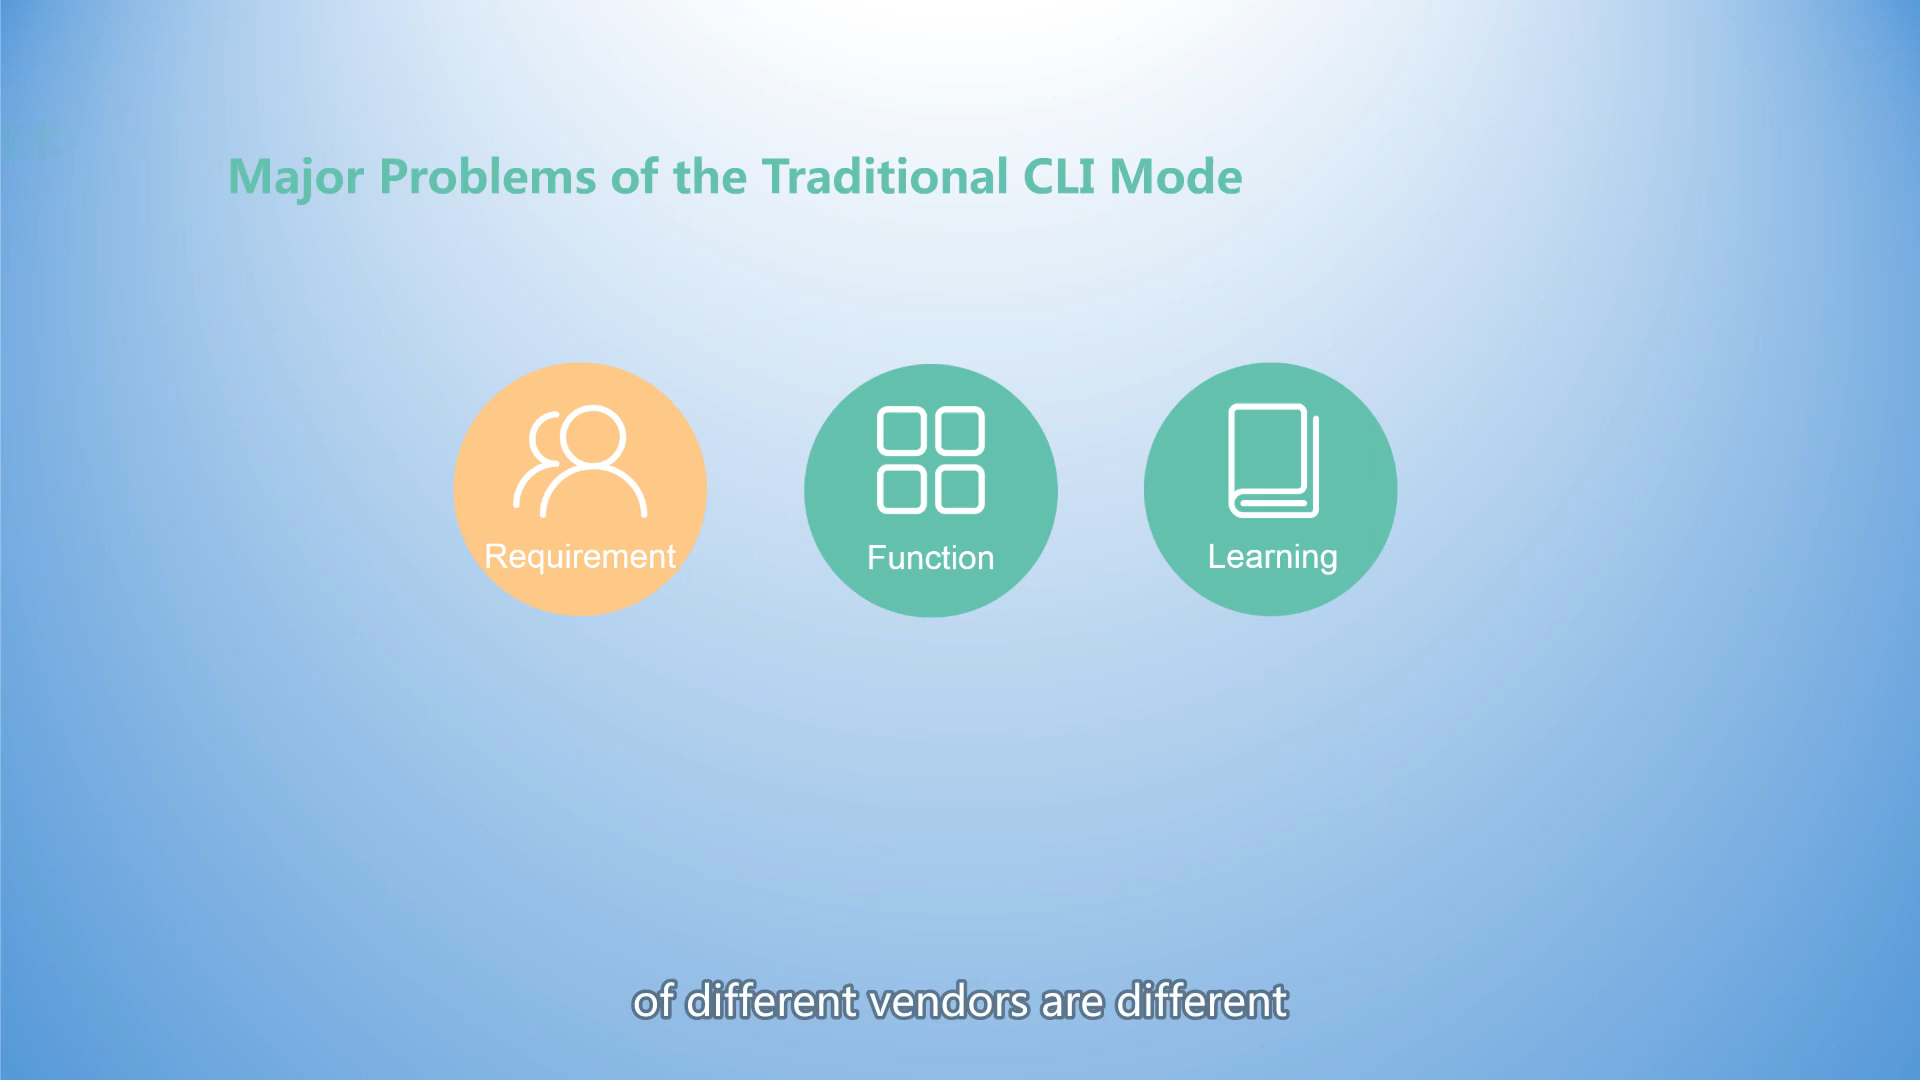 Major Problems of the Traditional CLI Mode
Requirement
Function
Learning
of different vendors are different